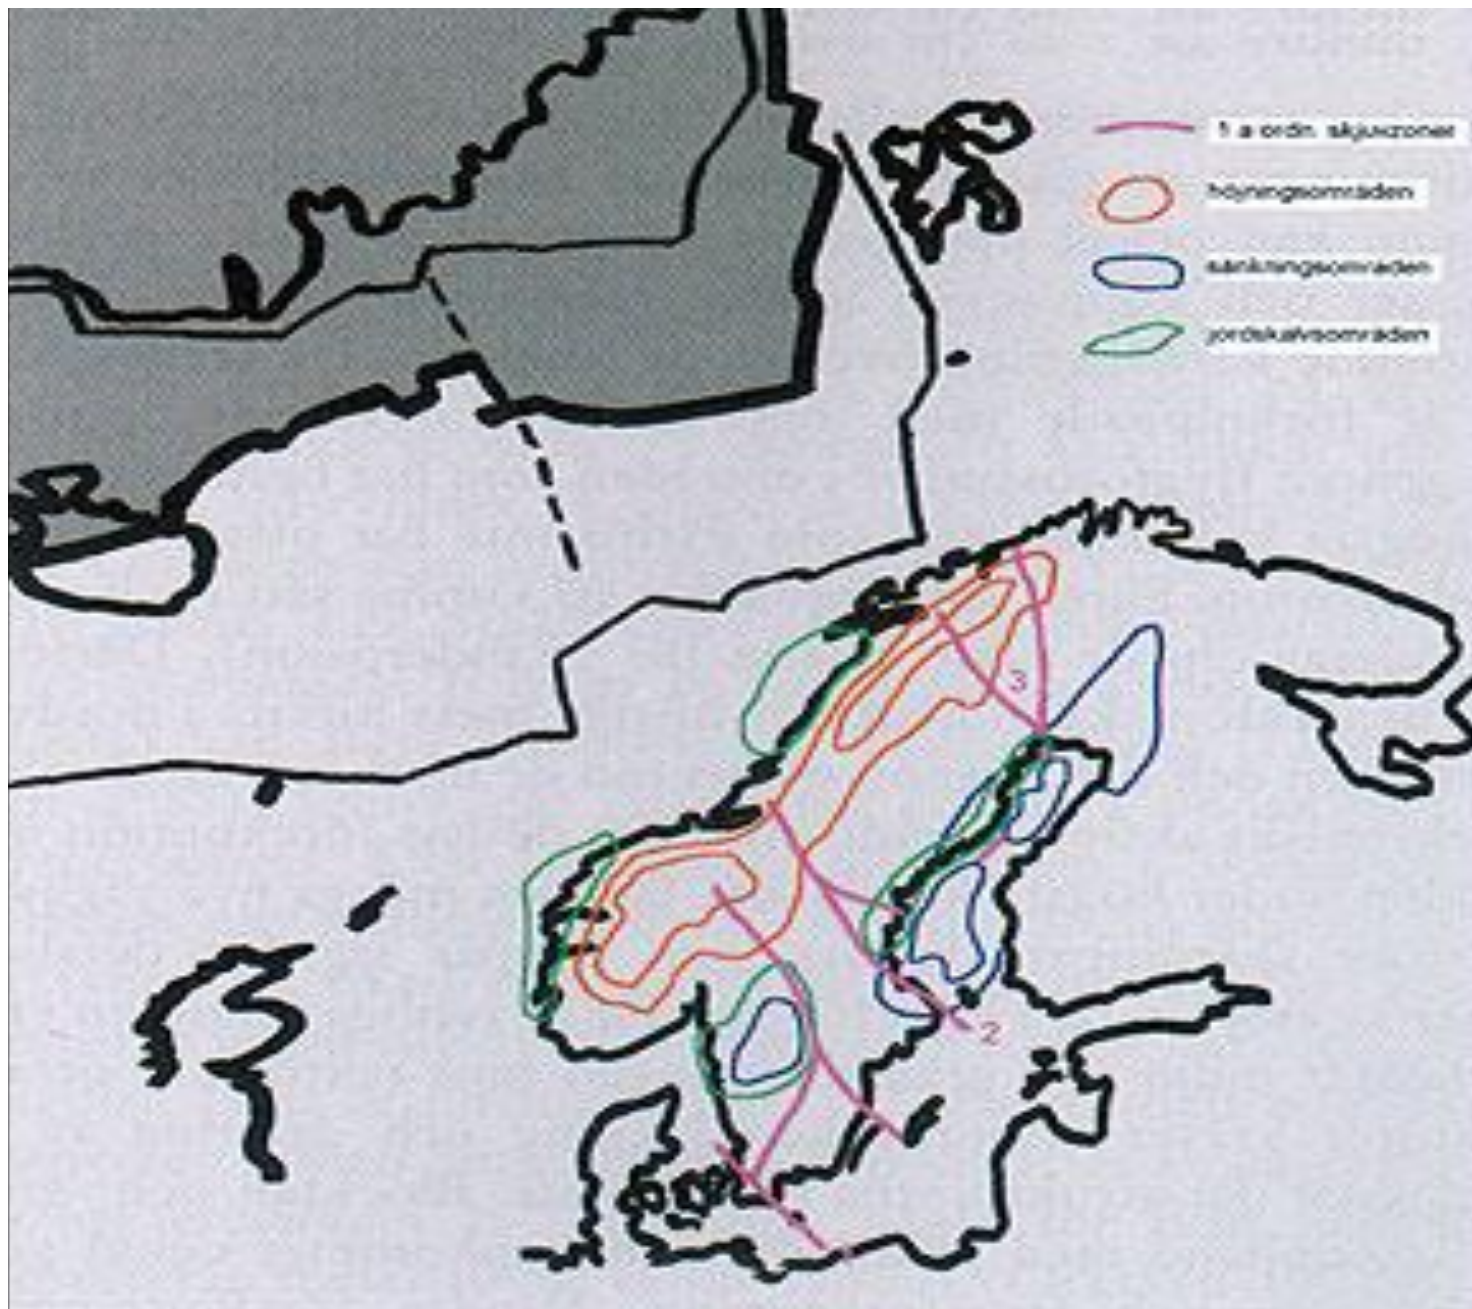 1 a ordn. skjuvzoner
höjningsområden
sänkningsområden
jordskalvsområden
3
2